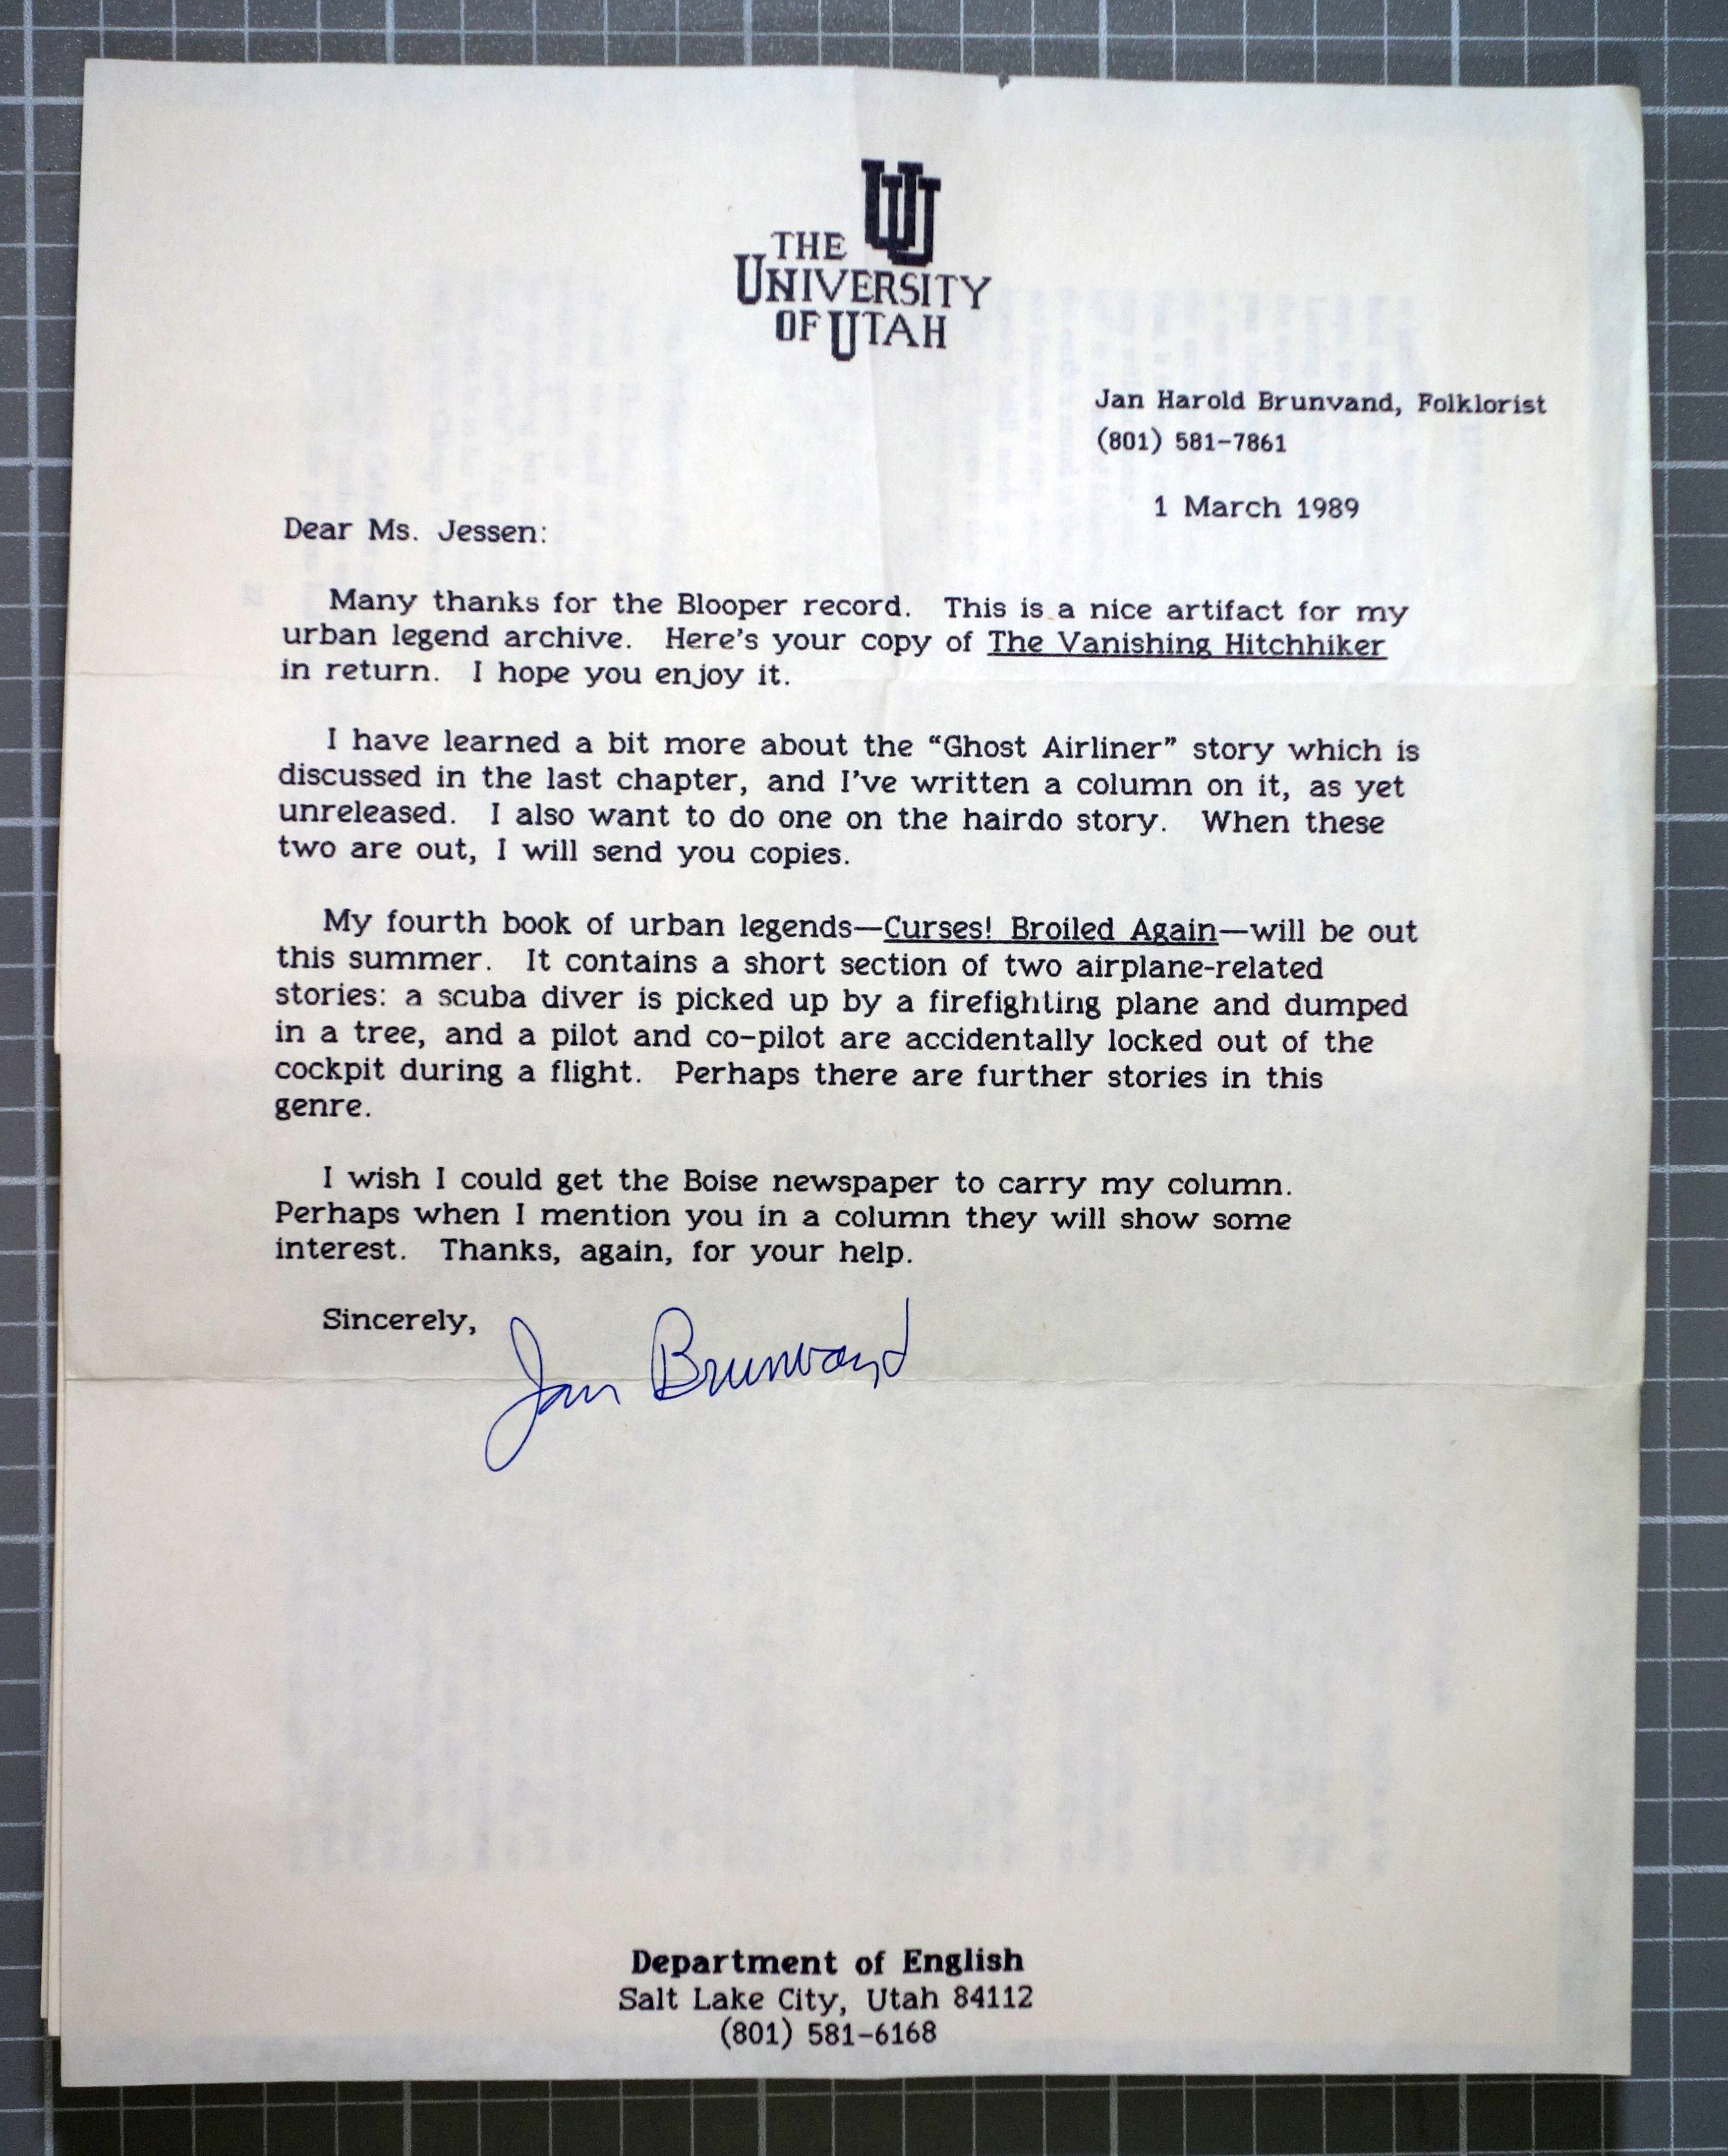 THE
UNIVERSITY
OF UTAH
Jan Harold Brunvand, Folklorist
(801) 581-7861
1 March 1989
Dear Ms. Jessen:
Many thanks for the Blooper record.  This is a nice artifact for my
urban legend archive.  Here's your copy of The Vanishing Hitchhiker
in return.  I hope you enjoy it.
I have learned a bit more about the “Ghost Airliner” story which is
discussed in the last chapter, and I've written a column on it, as yet
unreleased.  I also want to do one on the hairdo story.  When these
two are out, I will send you copies.
My fourth book of urban legends—Curses! Broiled Again—will be out
this summer.  It contains a short section of two airplane-related
stories: a scuba diver is picked up by a firefighting plane and dumped
in a tree, and a pilot and co-pilot are accidentally locked out of the
cockpit during a flight.  Perhaps there are further stories in this
genre.
I wish I could get the Boise newspaper to carry my column.
Perhaps when I mention you in a column they will show some
interest.  Thanks, again, for your help.
Sincerely,
Jan Brunvand
Department of English
Salt Lake City, Utah 84112
(801) 581-6168